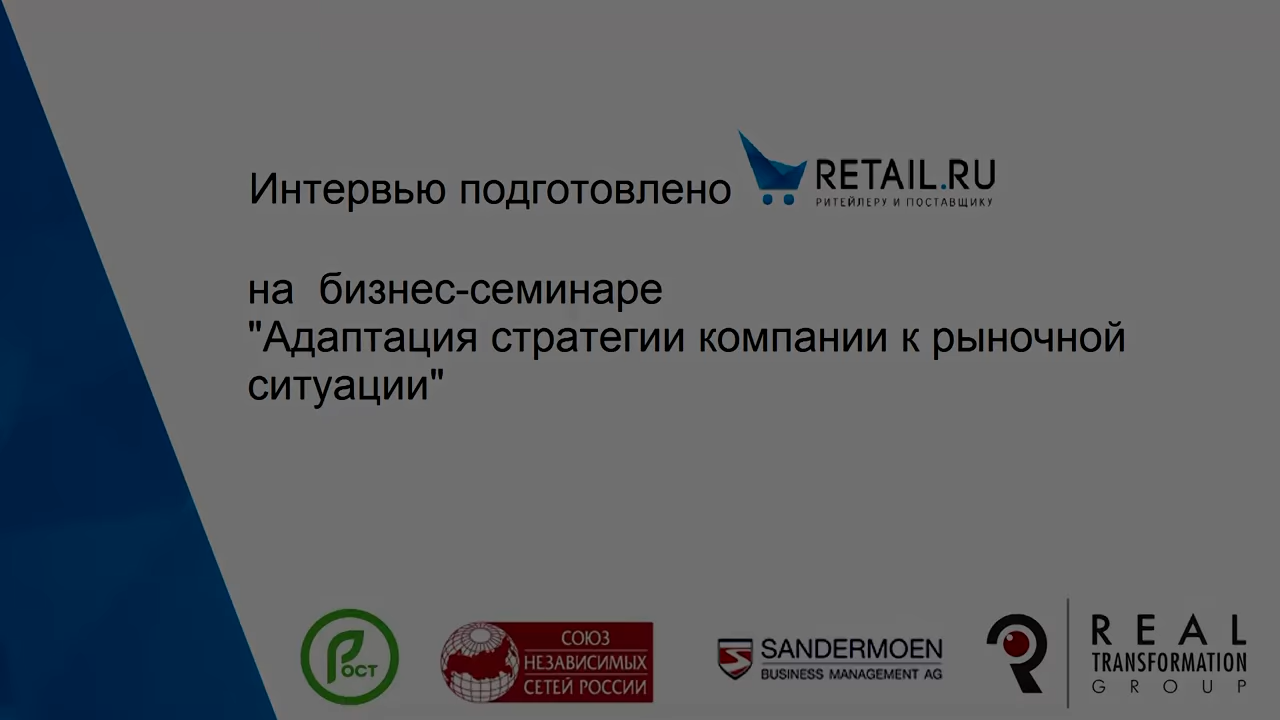 Интервью подготовлено
RETAIL.RU
РИТЕЙЛЕРУ И ПОСТАВЩИКУ
на бизнес-семинаре
"Адаптация стратегии компании к рыночной
ситуации"
Рост
СОЮЗ
НЕЗАВИСИМЫХ
СЕТЕЙ РОССИИ
SANDERMOEN
BUSINESS MANAGEMENT AG
REAL
TRANSFORMATION
GROUP